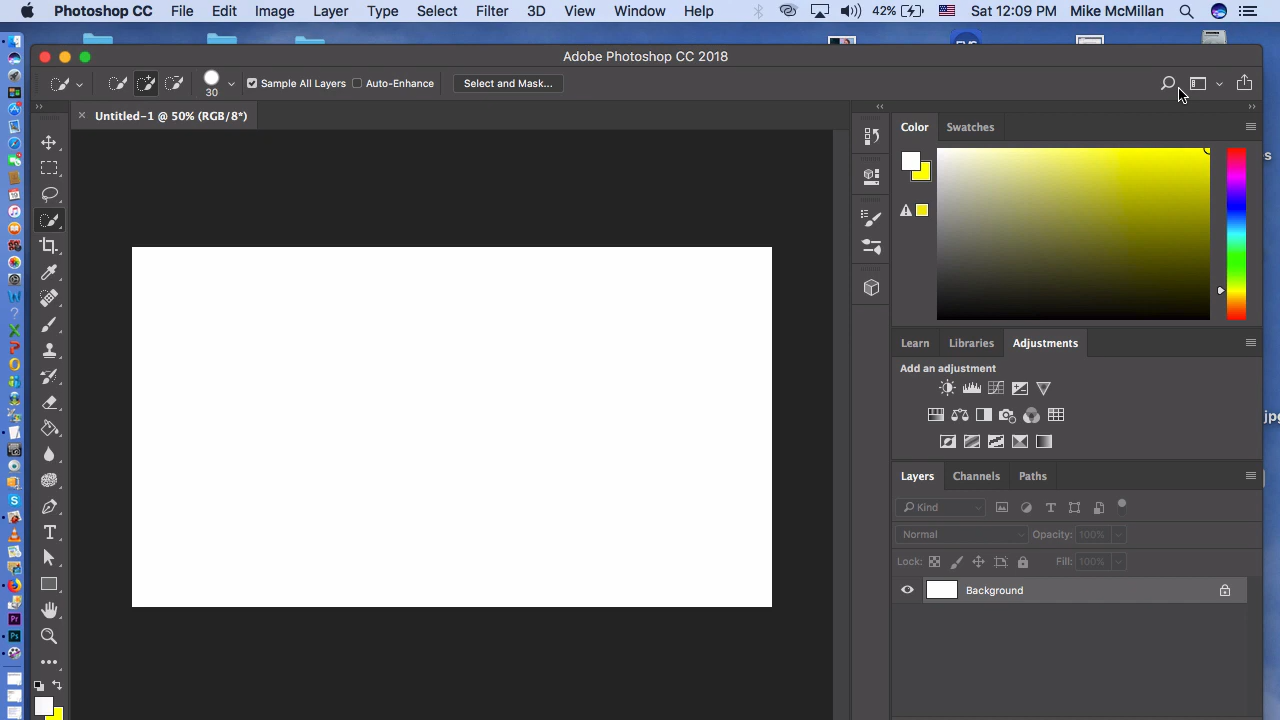 Photoshop CC File Edit Image Layer Type Select Filter 3D View Window Help 42% Sat 12:09 PM Mike McMillan
Adobe Photoshop CC 2018
30 Sample All Layers Auto-Enhance Select and Mask...
Untitled-1 @ 50% (RGB/8*)
Color Swatches
Learn Libraries Adjustments
Add an adjustment
Layers Channels Paths
Kind
Normal Opacity: 100%
Lock: Fill: 100%
Background